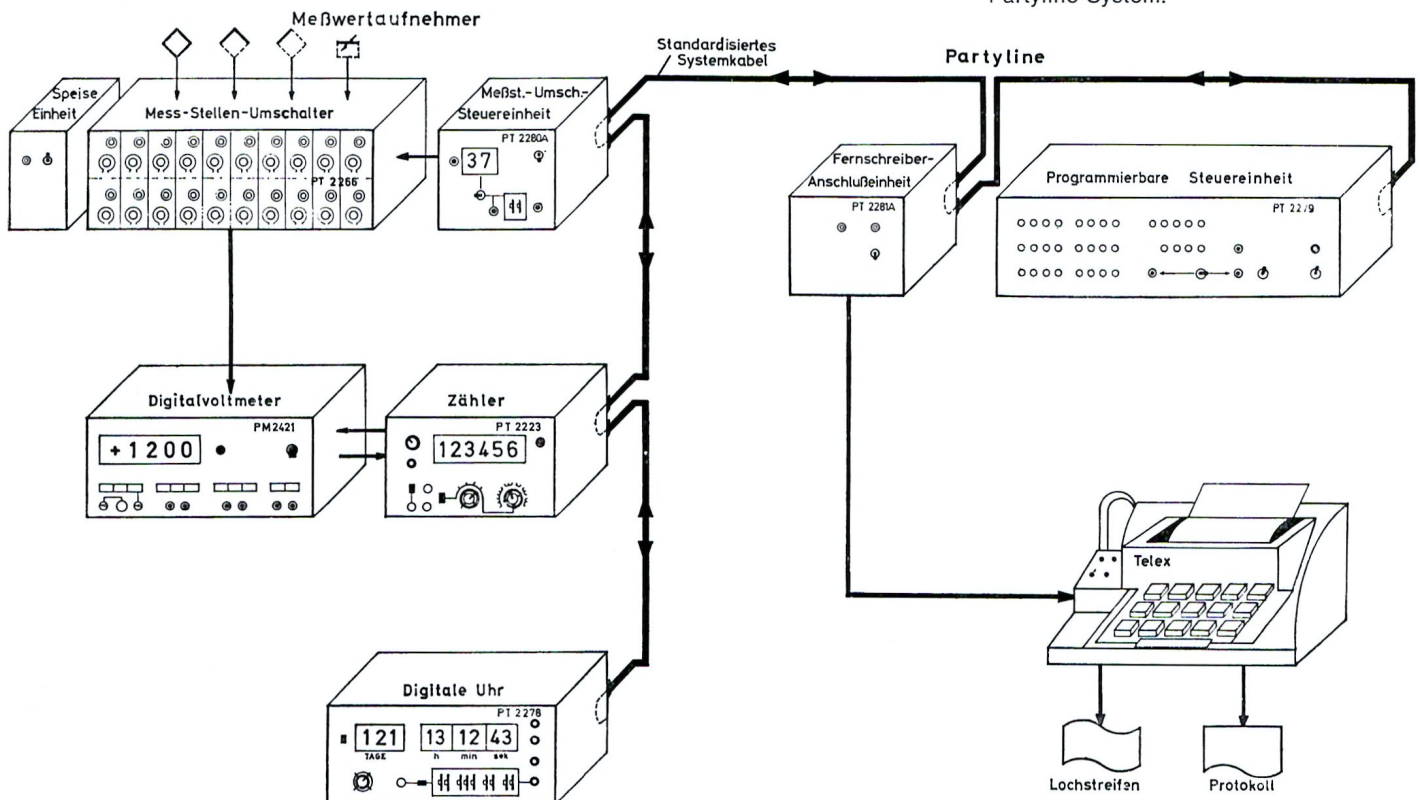 Partyline System.
Meßwertaufnehmer
Standardisiertes
Systemkabel
Partyline
Speise
Einheit
Mess-Stellen-Umschalter
PT 2266
Meßst.-Umsch.-
Steuereinheit
PT 2280A
37
Fernschreiber-
Anschlußeinheit
PT 2281A
Programmierbare Steuereinheit
PT 2279
Digitalvoltmeter
PM2421
+1200
Zähler
PT 2223
123456
Telex
Digitale Uhr
PT 2278
121
13 12 43
TAGE
h min sek
Lochstreifen
Protokoll